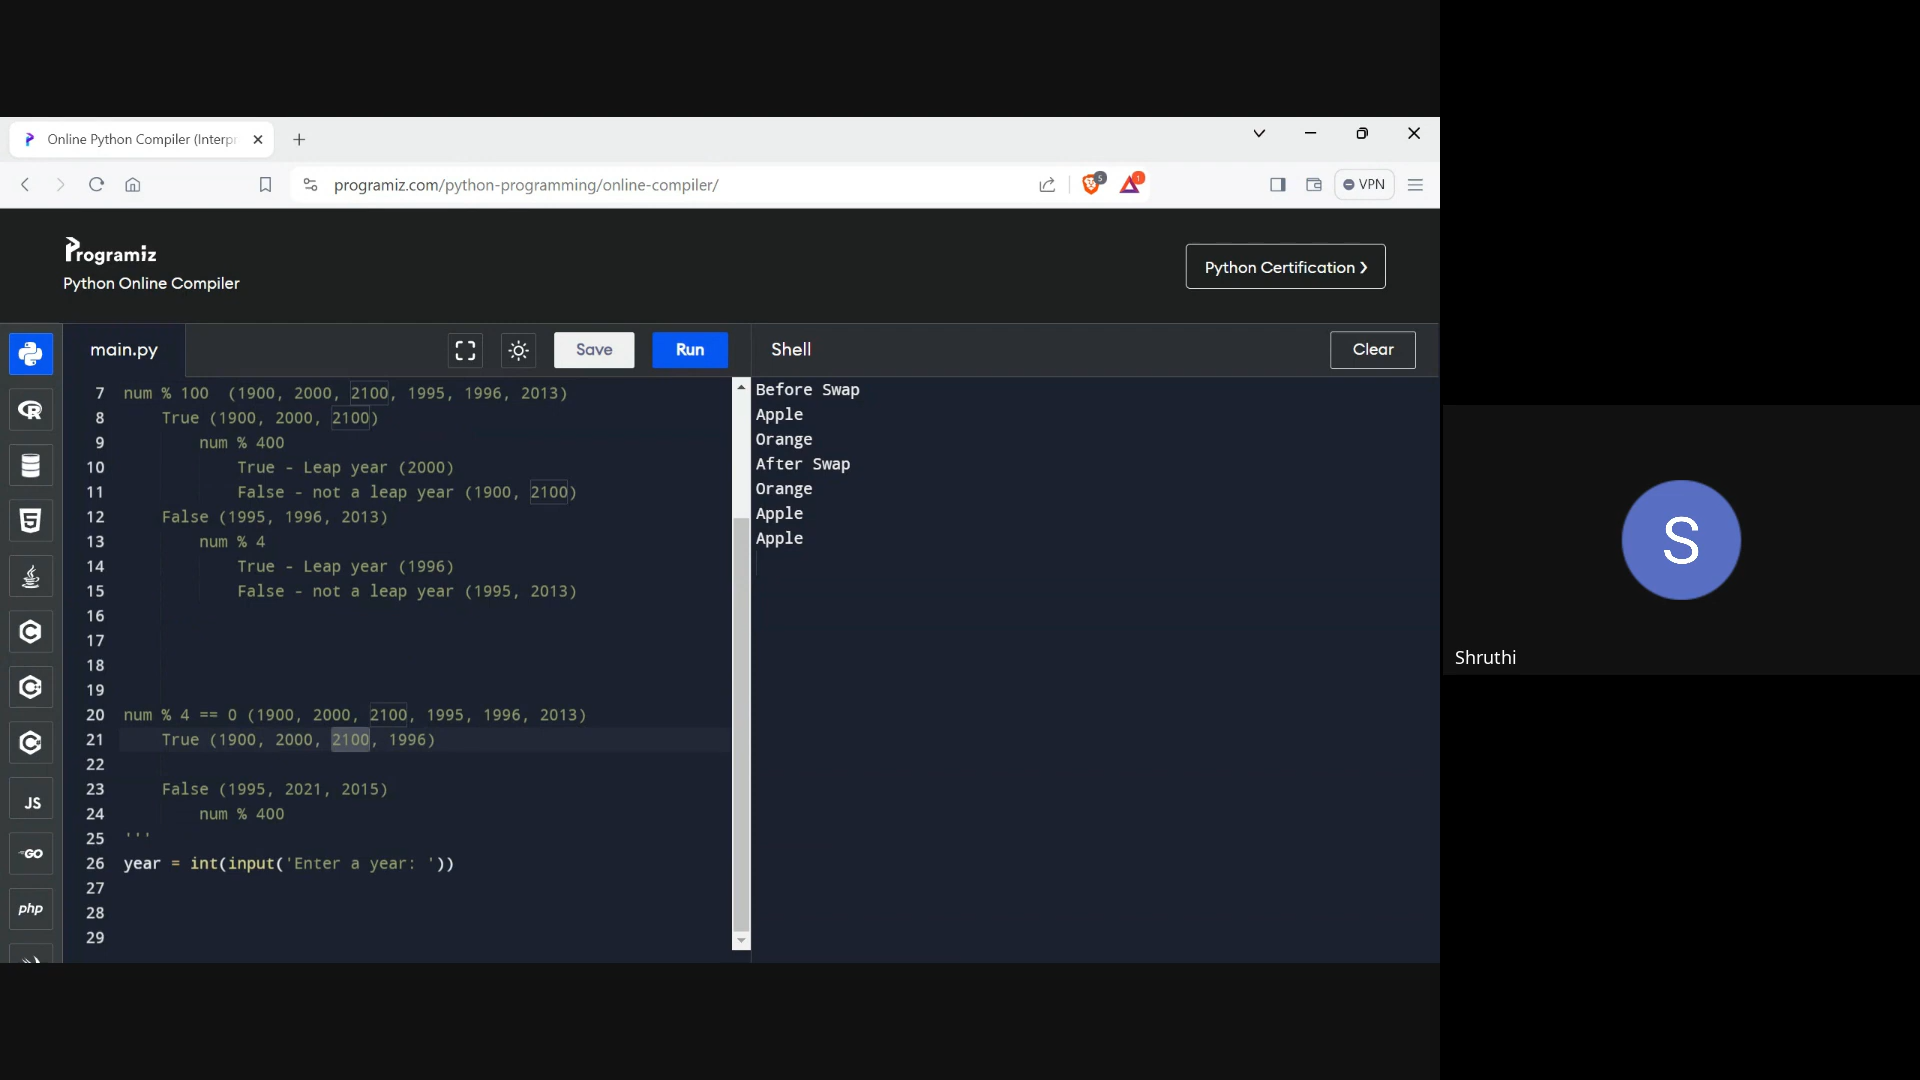 Online Python Compiler (Interpr
programiz.com/python-programming/online-compiler/
5
1
VPN
Programiz
Python Online Compiler
Python Certification ❯
main.py
Save
Run
Shell
Clear
7 num % 100  (1900, 2000, 2100, 1995, 1996, 2013)
8     True (1900, 2000, 2100)
9         num % 400
10             True - Leap year (2000)
11             False - not a leap year (1900, 2100)
12     False (1995, 1996, 2013)
13         num % 4
14             True - Leap year (1996)
15             False - not a leap year (1995, 2013)
16
17
18
19
20 num % 4 == 0 (1900, 2000, 2100, 1995, 1996, 2013)
21     True (1900, 2000, 2100, 1996)
22
23     False (1995, 2021, 2015)
24         num % 400
25 '''
26 year = int(input('Enter a year: '))
27
28
29
Before Swap
Apple
Orange
After Swap
Orange
Apple
Apple
R
5
C
C
C
JS
GO
php
S
Shruthi